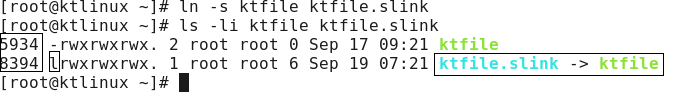 [root@ktlinux ~]# ln -s ktfile ktfile.slink
[root@ktlinux ~]# ls -li ktfile ktfile.slink
5934 -rwxrwxrwx. 2 root root 0 Sep 17 09:21 ktfile
8394 lrwxrwxrwx. 1 root root 6 Sep 19 07:21 ktfile.slink -> ktfile
[root@ktlinux ~]#